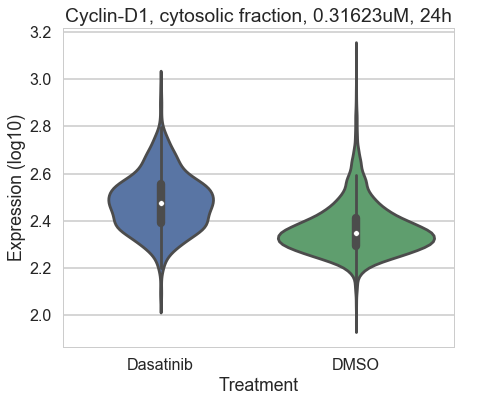 Cyclin-D1, cytosolic fraction, 0.31623uM, 24h
Expression (log10)
3.2
3.0
2.8
2.6
2.4
2.2
2.0
Dasatinib DMSO
Treatment